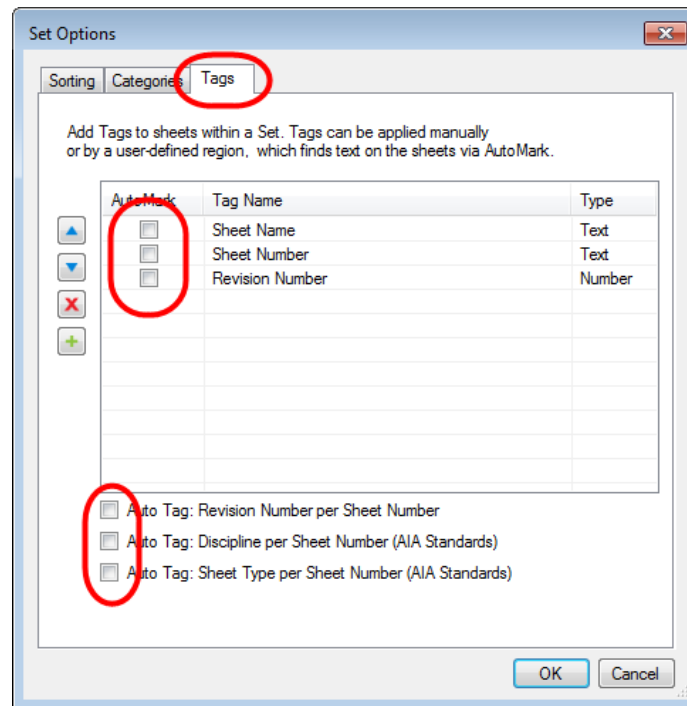 Set Options
Sorting Categories Tags
Add Tags to sheets within a Set. Tags can be applied manually
or by a user-defined region, which finds text on the sheets via AutoMark.
AutoMark Tag Name Type
Sheet Name Text
Sheet Number Text
Revision Number Number
Auto Tag: Revision Number per Sheet Number
Auto Tag: Discipline per Sheet Number (AIA Standards)
Auto Tag: Sheet Type per Sheet Number (AIA Standards)
OK Cancel